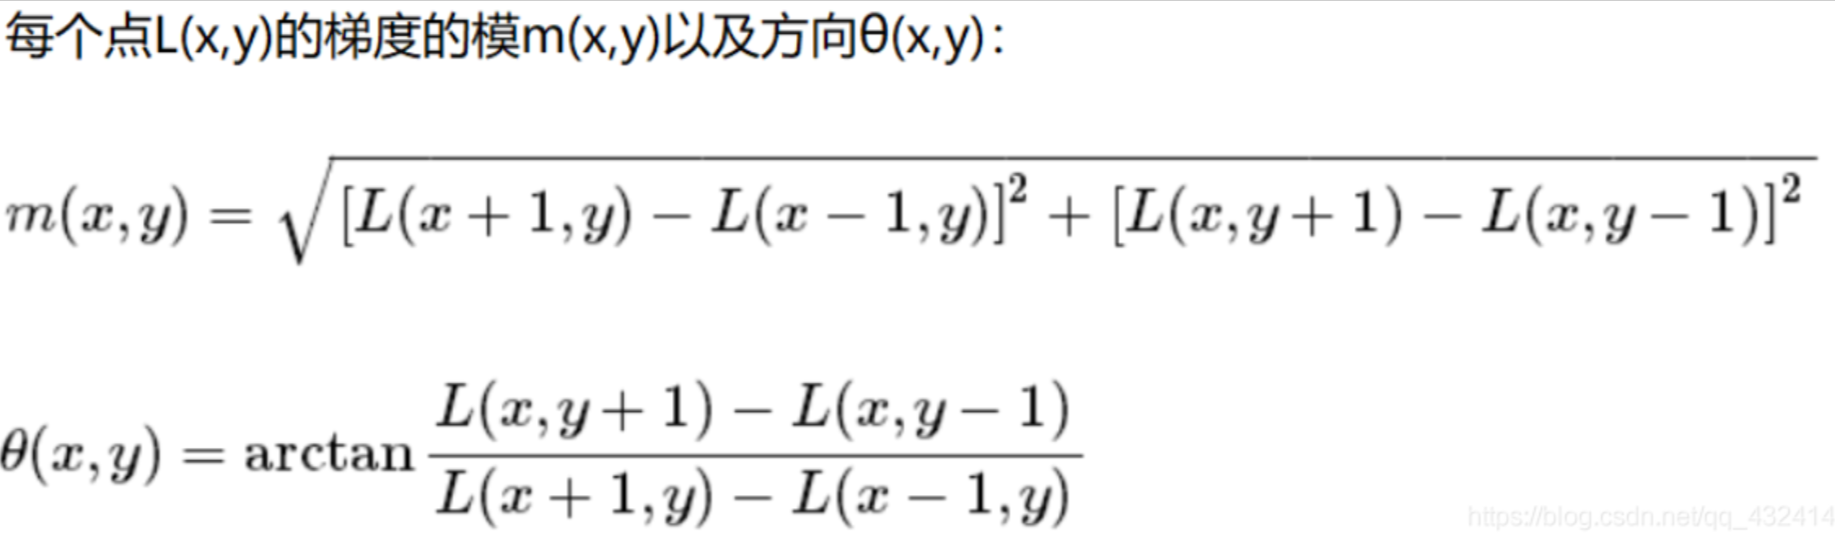 每个点L(x,y)的梯度的模m(x,y)以及方向θ(x,y)：
m(x,y) = √([L(x+1,y) − L(x−1,y)]² + [L(x,y+1) − L(x,y−1)]²)
θ(x,y) = arctan (L(x,y+1) − L(x,y−1)) / (L(x+1,y) − L(x−1,y))
https://blog.csdn.net/qq_432414